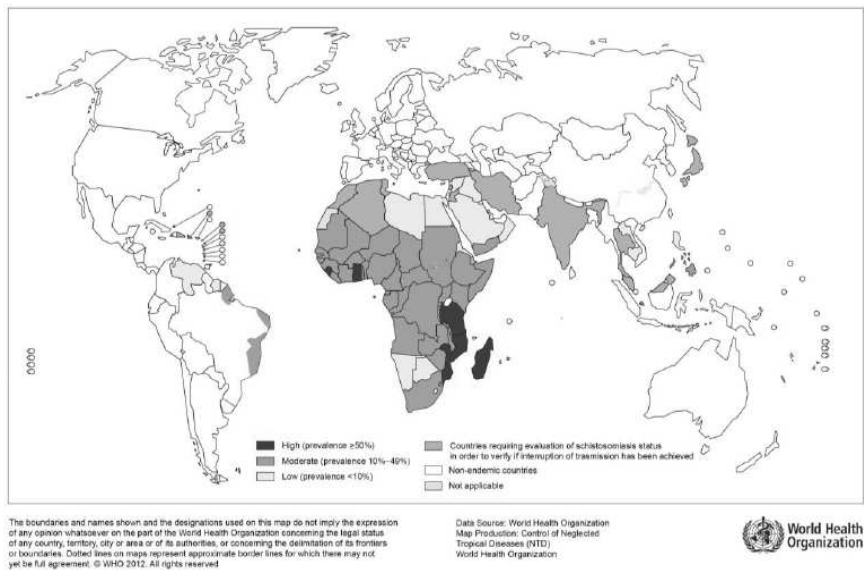 High (prevalence ≥50%)
Moderate (prevalence 10%–49%)
Low (prevalence <10%)
Countries requiring evaluation of schistosomiasis status
in order to verify if interruption of trasmission has been achieved
Non-endemic countries
Not applicable
The boundaries and names shown and the designations used on this map do not imply the expression
of any opinion whatsoever on the part of the World Health Organization concerning the legal status
of any country, territory, city or area or of its authorities, or concerning the delimitation of its frontiers
or boundaries. Dotted lines on maps represent approximate border lines for which there may not
yet be full agreement. © WHO 2012. All rights reserved
Data Source: World Health Organization
Map Production: Control of Neglected
Tropical Diseases (NTD)
World Health Organization
World Health
Organization